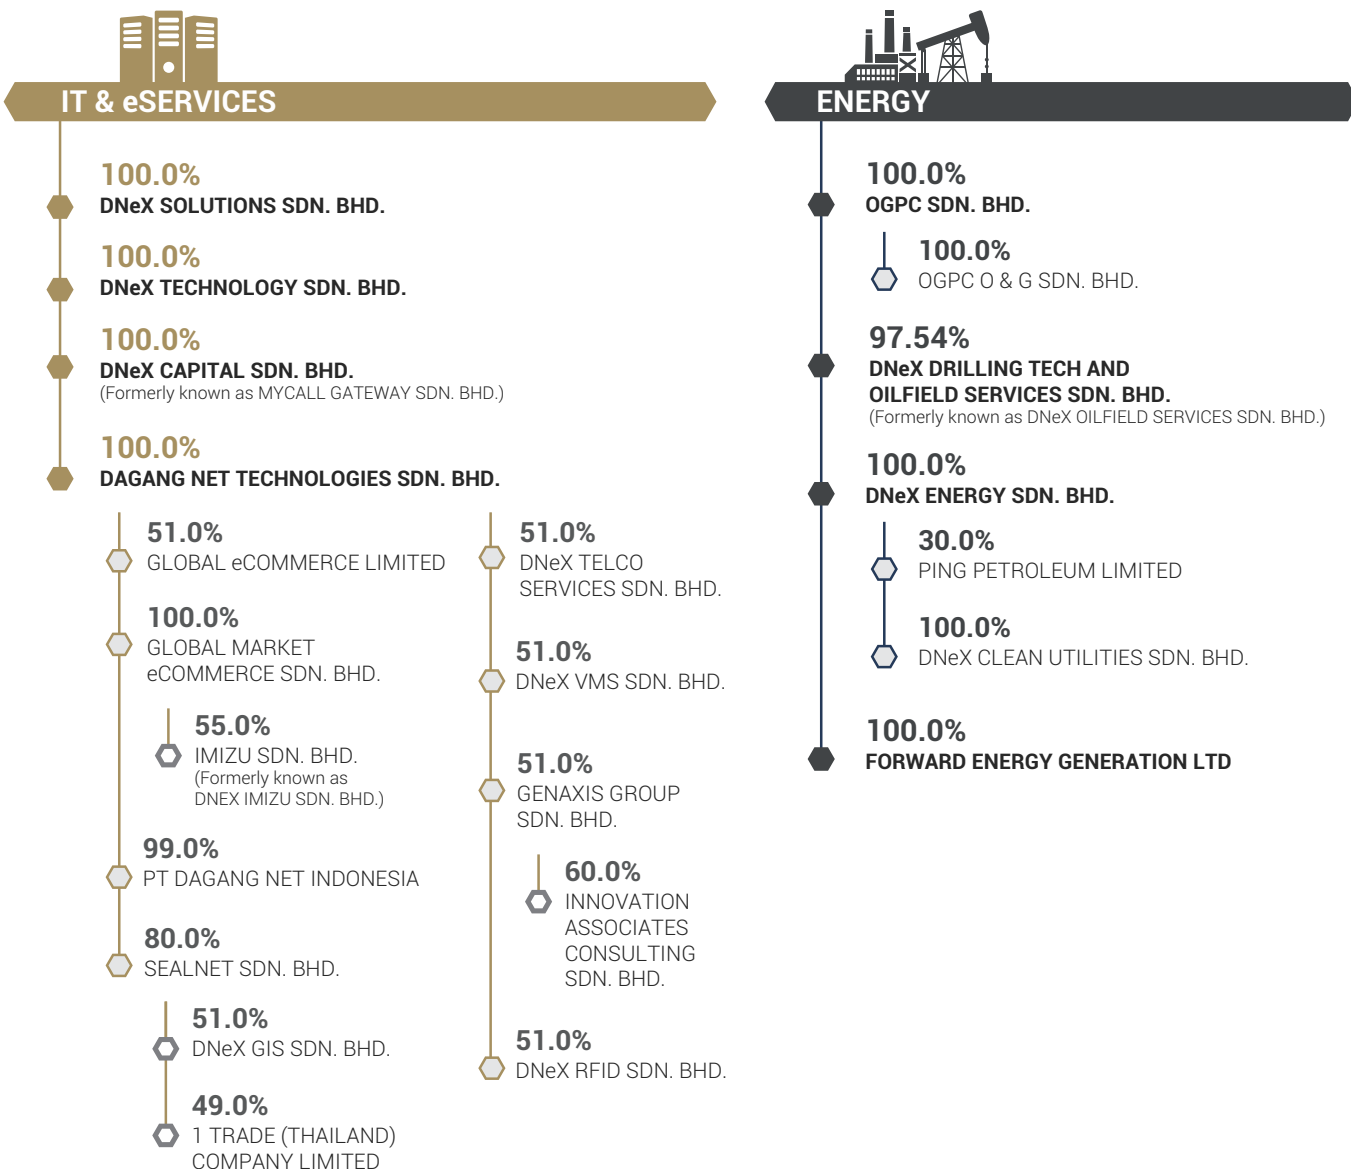 IT & eSERVICES
100.0%
DNeX SOLUTIONS SDN. BHD.
100.0%
DNeX TECHNOLOGY SDN. BHD.
100.0%
DNeX CAPITAL SDN. BHD.
(Formerly known as MYCALL GATEWAY SDN. BHD.)
100.0%
DAGANG NET TECHNOLOGIES SDN. BHD.
51.0%
GLOBAL eCOMMERCE LIMITED
100.0%
GLOBAL MARKET
eCOMMERCE SDN. BHD.
55.0%
IMIZU SDN. BHD.
(Formerly known as
DNEX IMIZU SDN. BHD.)
99.0%
PT DAGANG NET INDONESIA
80.0%
SEALNET SDN. BHD.
51.0%
DNeX GIS SDN. BHD.
49.0%
1 TRADE (THAILAND)
COMPANY LIMITED
51.0%
DNeX TELCO
SERVICES SDN. BHD.
51.0%
DNeX VMS SDN. BHD.
51.0%
GENAXIS GROUP
SDN. BHD.
60.0%
INNOVATION
ASSOCIATES
CONSULTING
SDN. BHD.
51.0%
DNeX RFID SDN. BHD.
ENERGY
100.0%
OGPC SDN. BHD.
100.0%
OGPC O & G SDN. BHD.
97.54%
DNeX DRILLING TECH AND
OILFIELD SERVICES SDN. BHD.
(Formerly known as DNeX OILFIELD SERVICES SDN. BHD.)
100.0%
DNeX ENERGY SDN. BHD.
30.0%
PING PETROLEUM LIMITED
100.0%
DNeX CLEAN UTILITIES SDN. BHD.
100.0%
FORWARD ENERGY GENERATION LTD